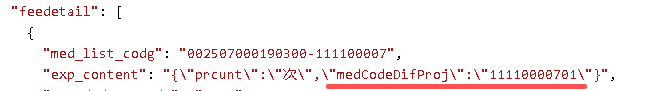 "feedetail": [
{
"med_list_codg": "002507000190300-111100007",
"exp_content": "{\"prcunt\":\"次\",\"medCodeDifProj\":\"11110000701\"}",